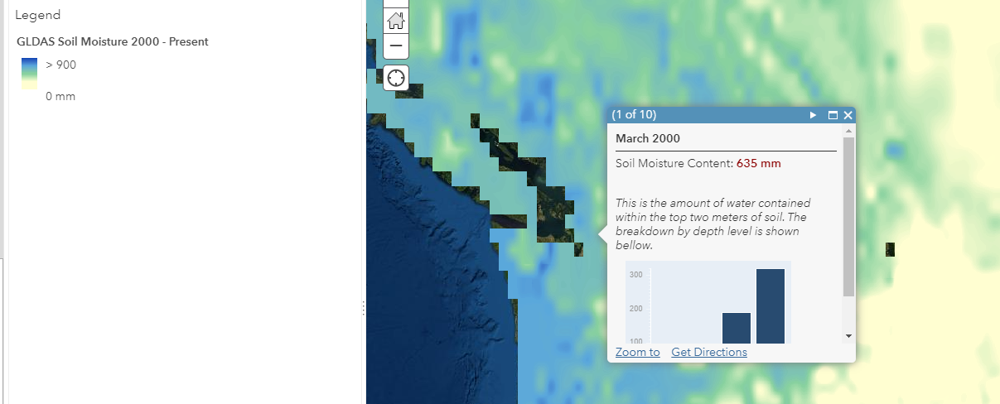 Legend
GLDAS Soil Moisture 2000 - Present
> 900
0 mm
(1 of 10)
March 2000
Soil Moisture Content: 635 mm
This is the amount of water contained
within the top two meters of soil. The
breakdown by depth level is shown
bellow.
300
200
100
Zoom to Get Directions